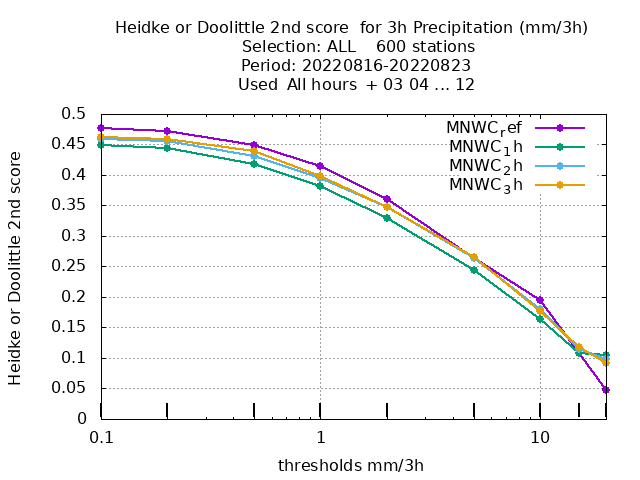 Heidke or Doolittle 2nd score  for 3h Precipitation (mm/3h)
Selection: ALL    600 stations
Period: 20220816-20220823
Used  All hours  + 03 04 ... 12
MNWC_ref
MNWC_1h
MNWC_2h
MNWC_3h
Heidke or Doolittle 2nd score
0.5
0.45
0.4
0.35
0.3
0.25
0.2
0.15
0.1
0.05
0
0.1 1 10
thresholds mm/3h